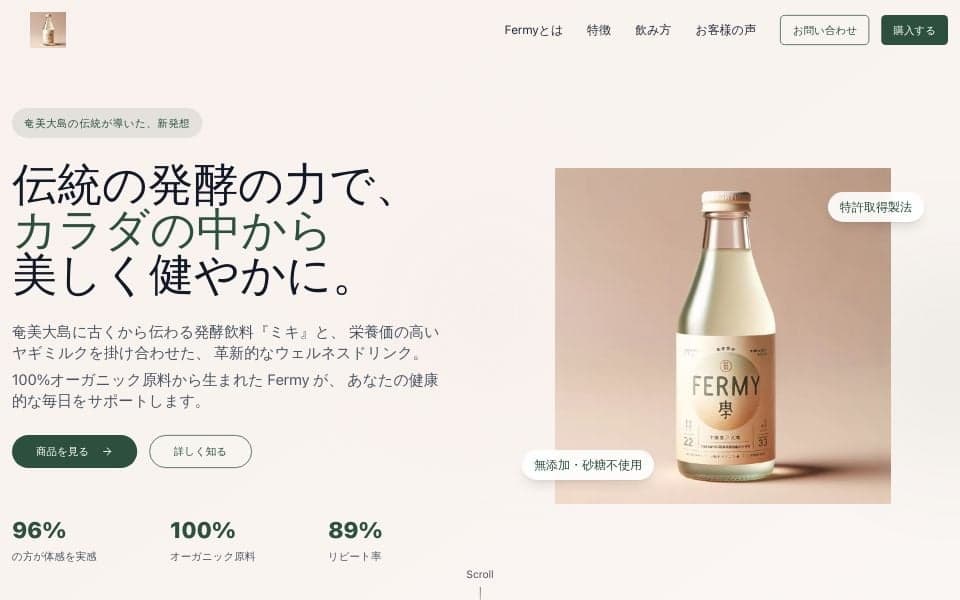 Fermyとは
特徴
飲み方
お客様の声
お問い合わせ
購入する
奄美大島の伝統が導いた、新発想
伝統の発酵の力で、
カラダの中から
美しく健やかに。
奄美大島に古くから伝わる発酵飲料『ミキ』と、 栄養価の高い
ヤギミルクを掛け合わせた、 革新的なウェルネスドリンク。
100%オーガニック原料から生まれた Fermy が、 あなたの健康
的な毎日をサポートします。
商品を見る →
詳しく知る
特許取得製法
FERMY
22
33
無添加・砂糖不使用
96%
の方が体感を実感
100%
オーガニック原料
89%
リピート率
Scroll